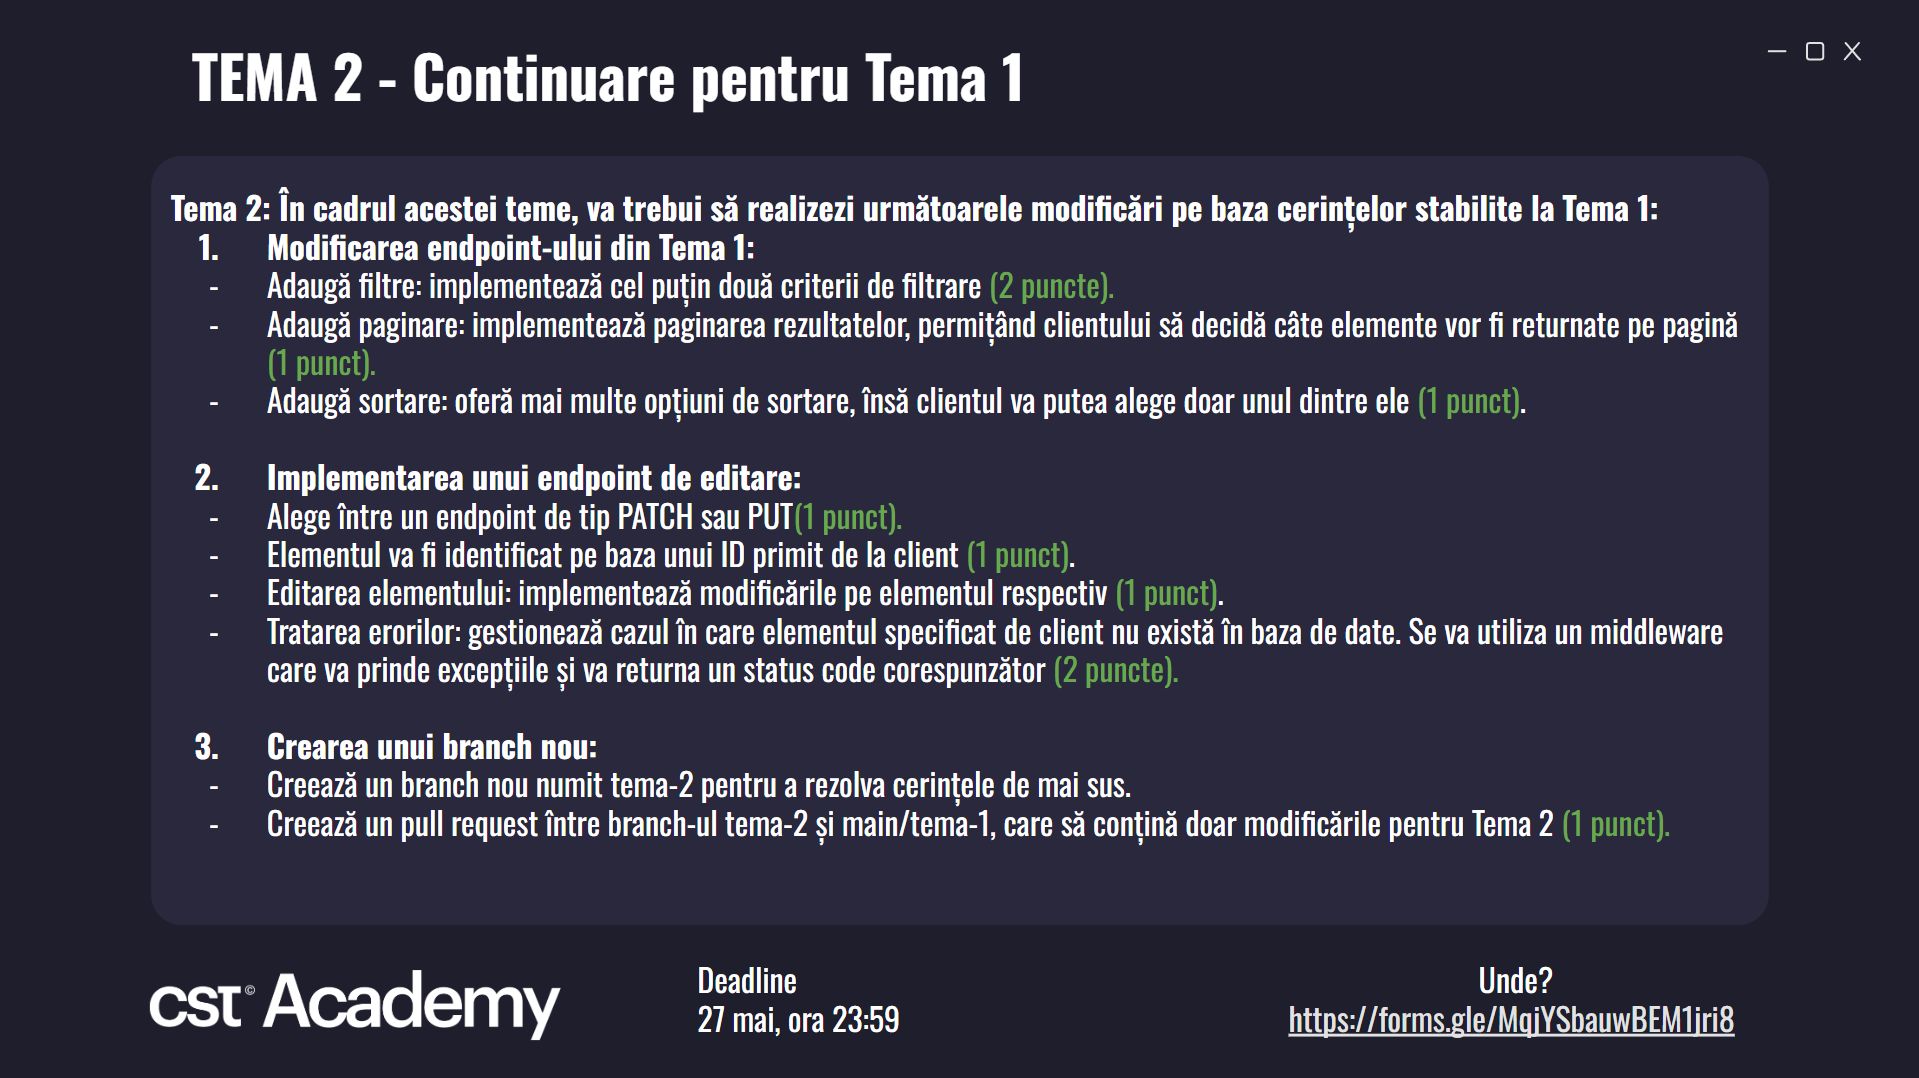 TEMA 2 - Continuare pentru Tema 1
Tema 2: În cadrul acestei teme, va trebui să realizezi următoarele modificări pe baza cerințelor stabilite la Tema 1:
1. Modificarea endpoint-ului din Tema 1:
- Adaugă filtre: implementează cel puțin două criterii de filtrare (2 puncte).
- Adaugă paginare: implementează paginarea rezultatelor, permițând clientului să decidă câte elemente vor fi returnate pe pagină
(1 punct).
- Adaugă sortare: oferă mai multe opțiuni de sortare, însă clientul va putea alege doar unul dintre ele (1 punct).
2. Implementarea unui endpoint de editare:
- Alege între un endpoint de tip PATCH sau PUT(1 punct).
- Elementul va fi identificat pe baza unui ID primit de la client (1 punct).
- Editarea elementului: implementează modificările pe elementul respectiv (1 punct).
- Tratarea erorilor: gestionează cazul în care elementul specificat de client nu există în baza de date. Se va utiliza un middleware
care va prinde excepțiile și va returna un status code corespunzător (2 puncte).
3. Crearea unui branch nou:
- Creează un branch nou numit tema-2 pentru a rezolva cerințele de mai sus.
- Creează un pull request între branch-ul tema-2 și main/tema-1, care să conțină doar modificările pentru Tema 2 (1 punct).
cst© Academy
Deadline
27 mai, ora 23:59
Unde?
https://forms.gle/MqjYSbauwBEM1jri8